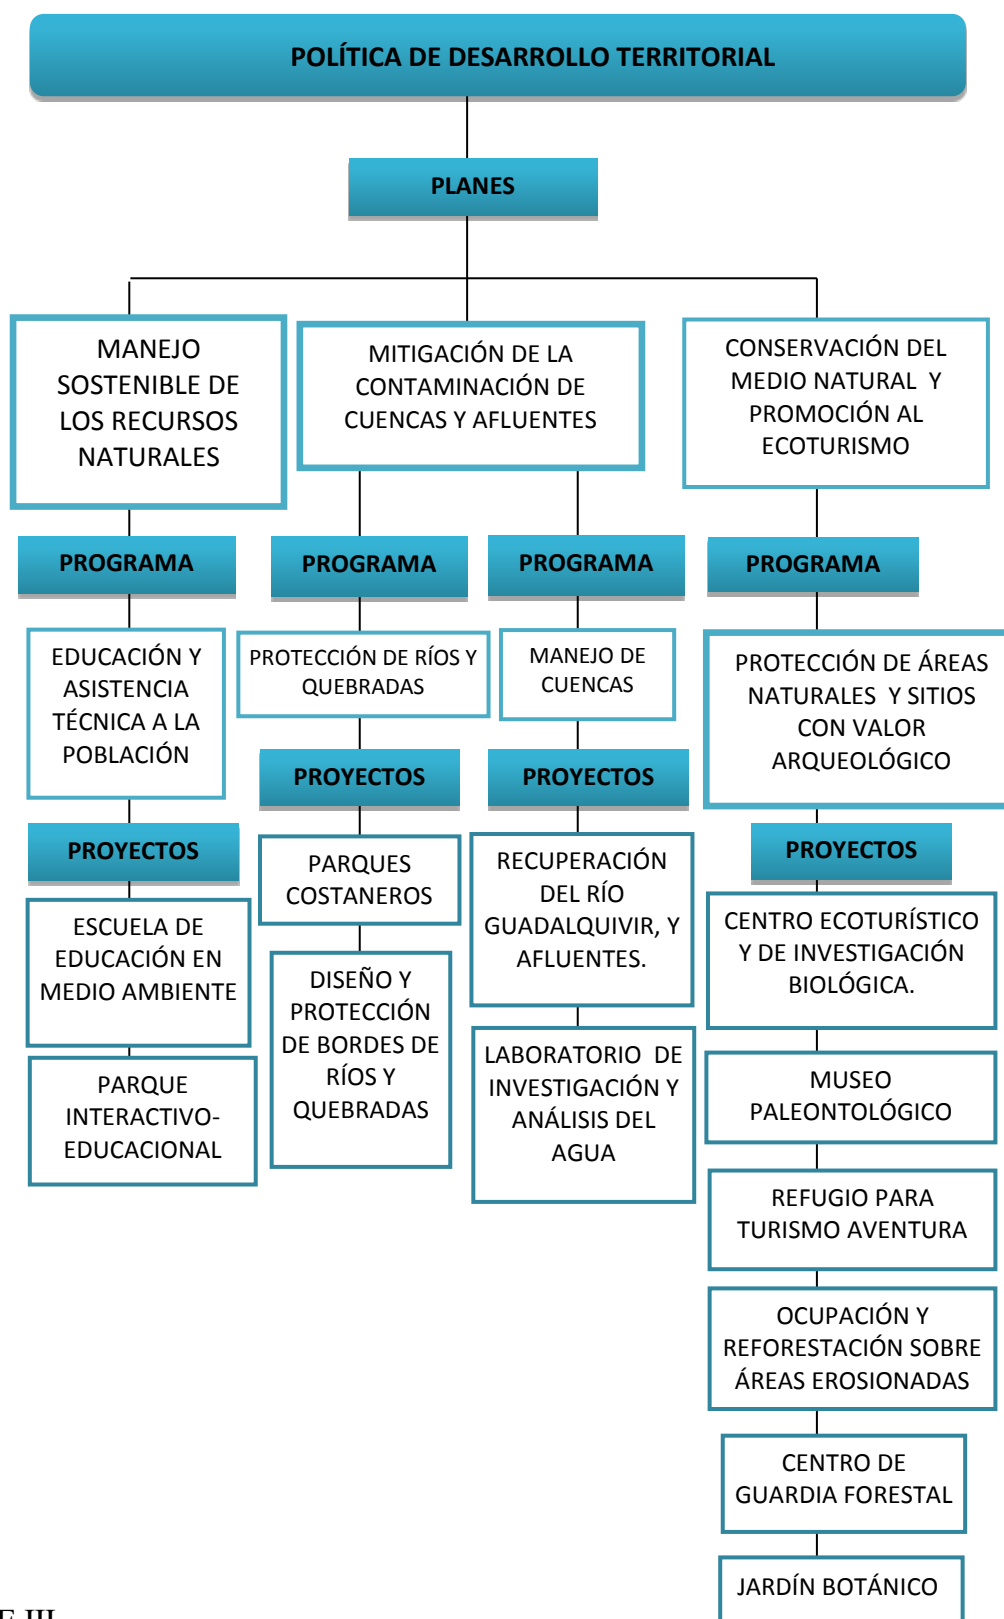 POLÍTICA DE DESARROLLO TERRITORIAL
PLANES
MANEJO
SOSTENIBLE DE
LOS RECURSOS
NATURALES
MITIGACIÓN DE LA
CONTAMINACIÓN DE
CUENCAS Y AFLUENTES
CONSERVACIÓN DEL
MEDIO NATURAL Y
PROMOCIÓN AL
ECOTURISMO
PROGRAMA
PROGRAMA
PROGRAMA
PROGRAMA
EDUCACIÓN Y
ASISTENCIA
TÉCNICA A LA
POBLACIÓN
PROTECCIÓN DE RÍOS Y
QUEBRADAS
MANEJO DE
CUENCAS
PROTECCIÓN DE ÁREAS
NATURALES Y SITIOS
CON VALOR
ARQUEOLÓGICO
PROYECTOS
PROYECTOS
PROYECTOS
PROYECTOS
ESCUELA DE
EDUCACIÓN EN
MEDIO AMBIENTE
PARQUE
INTERACTIVO-
EDUCACIONAL
PARQUES
COSTANEROS
DISEÑO Y
PROTECCIÓN
DE BORDES DE
RÍOS Y
QUEBRADAS
RECUPERACIÓN
DEL RÍO
GUADALQUIVIR, Y
AFLUENTES.
LABORATORIO DE
INVESTIGACIÓN Y
ANÁLISIS DEL
AGUA
CENTRO ECOTURÍSTICO
Y DE INVESTIGACIÓN
BIOLÓGICA.
MUSEO
PALEONTOLÓGICO
REFUGIO PARA
TURISMO AVENTURA
OCUPACIÓN Y
REFORESTACIÓN SOBRE
ÁREAS EROSIONADAS
CENTRO DE
GUARDIA FORESTAL
JARDÍN BOTÁNICO